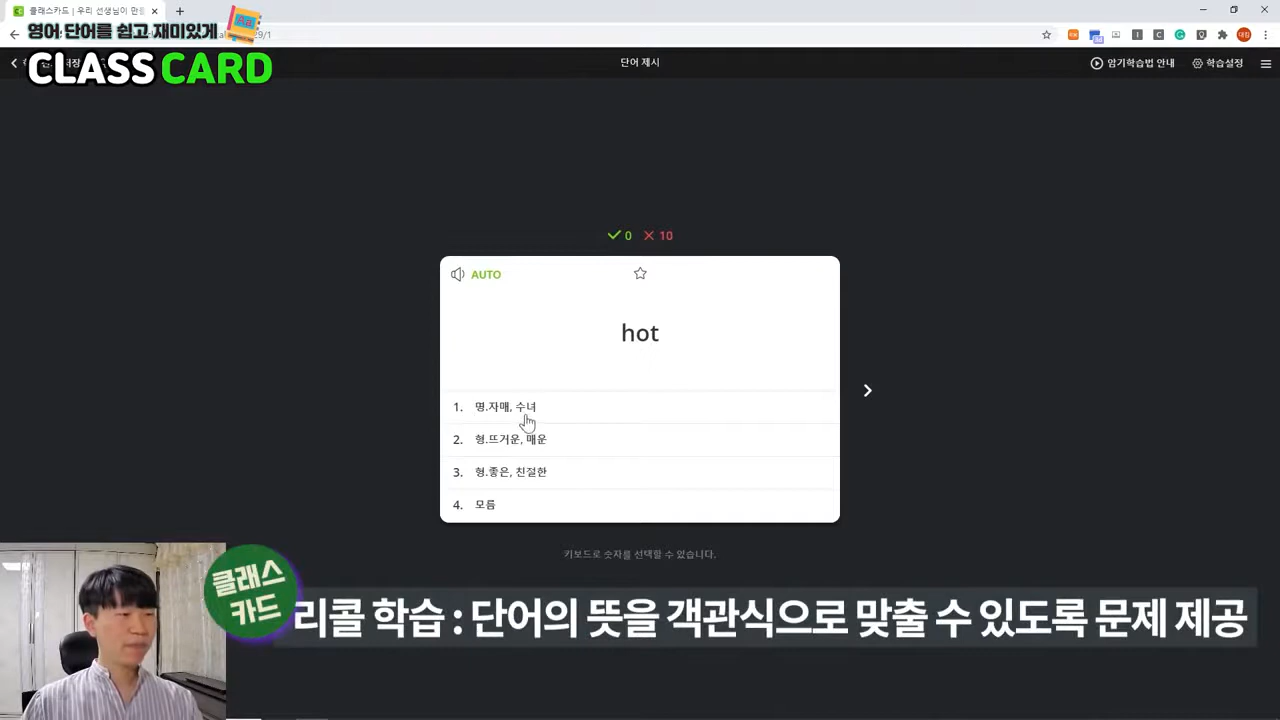 클래스카드 | 우리 선생님이 만들
영어 단어를 쉽고 재미있게
CLASS CARD
단어 제시
암기학습법 안내
학습설정
0
10
AUTO
hot
1. 명.자매, 수녀
2. 형.뜨거운, 매운
3. 형.좋은, 친절한
4. 모름
키보드로 숫자를 선택할 수 있습니다.
클래스
카드
리콜 학습 : 단어의 뜻을 객관식으로 맞출 수 있도록 문제 제공